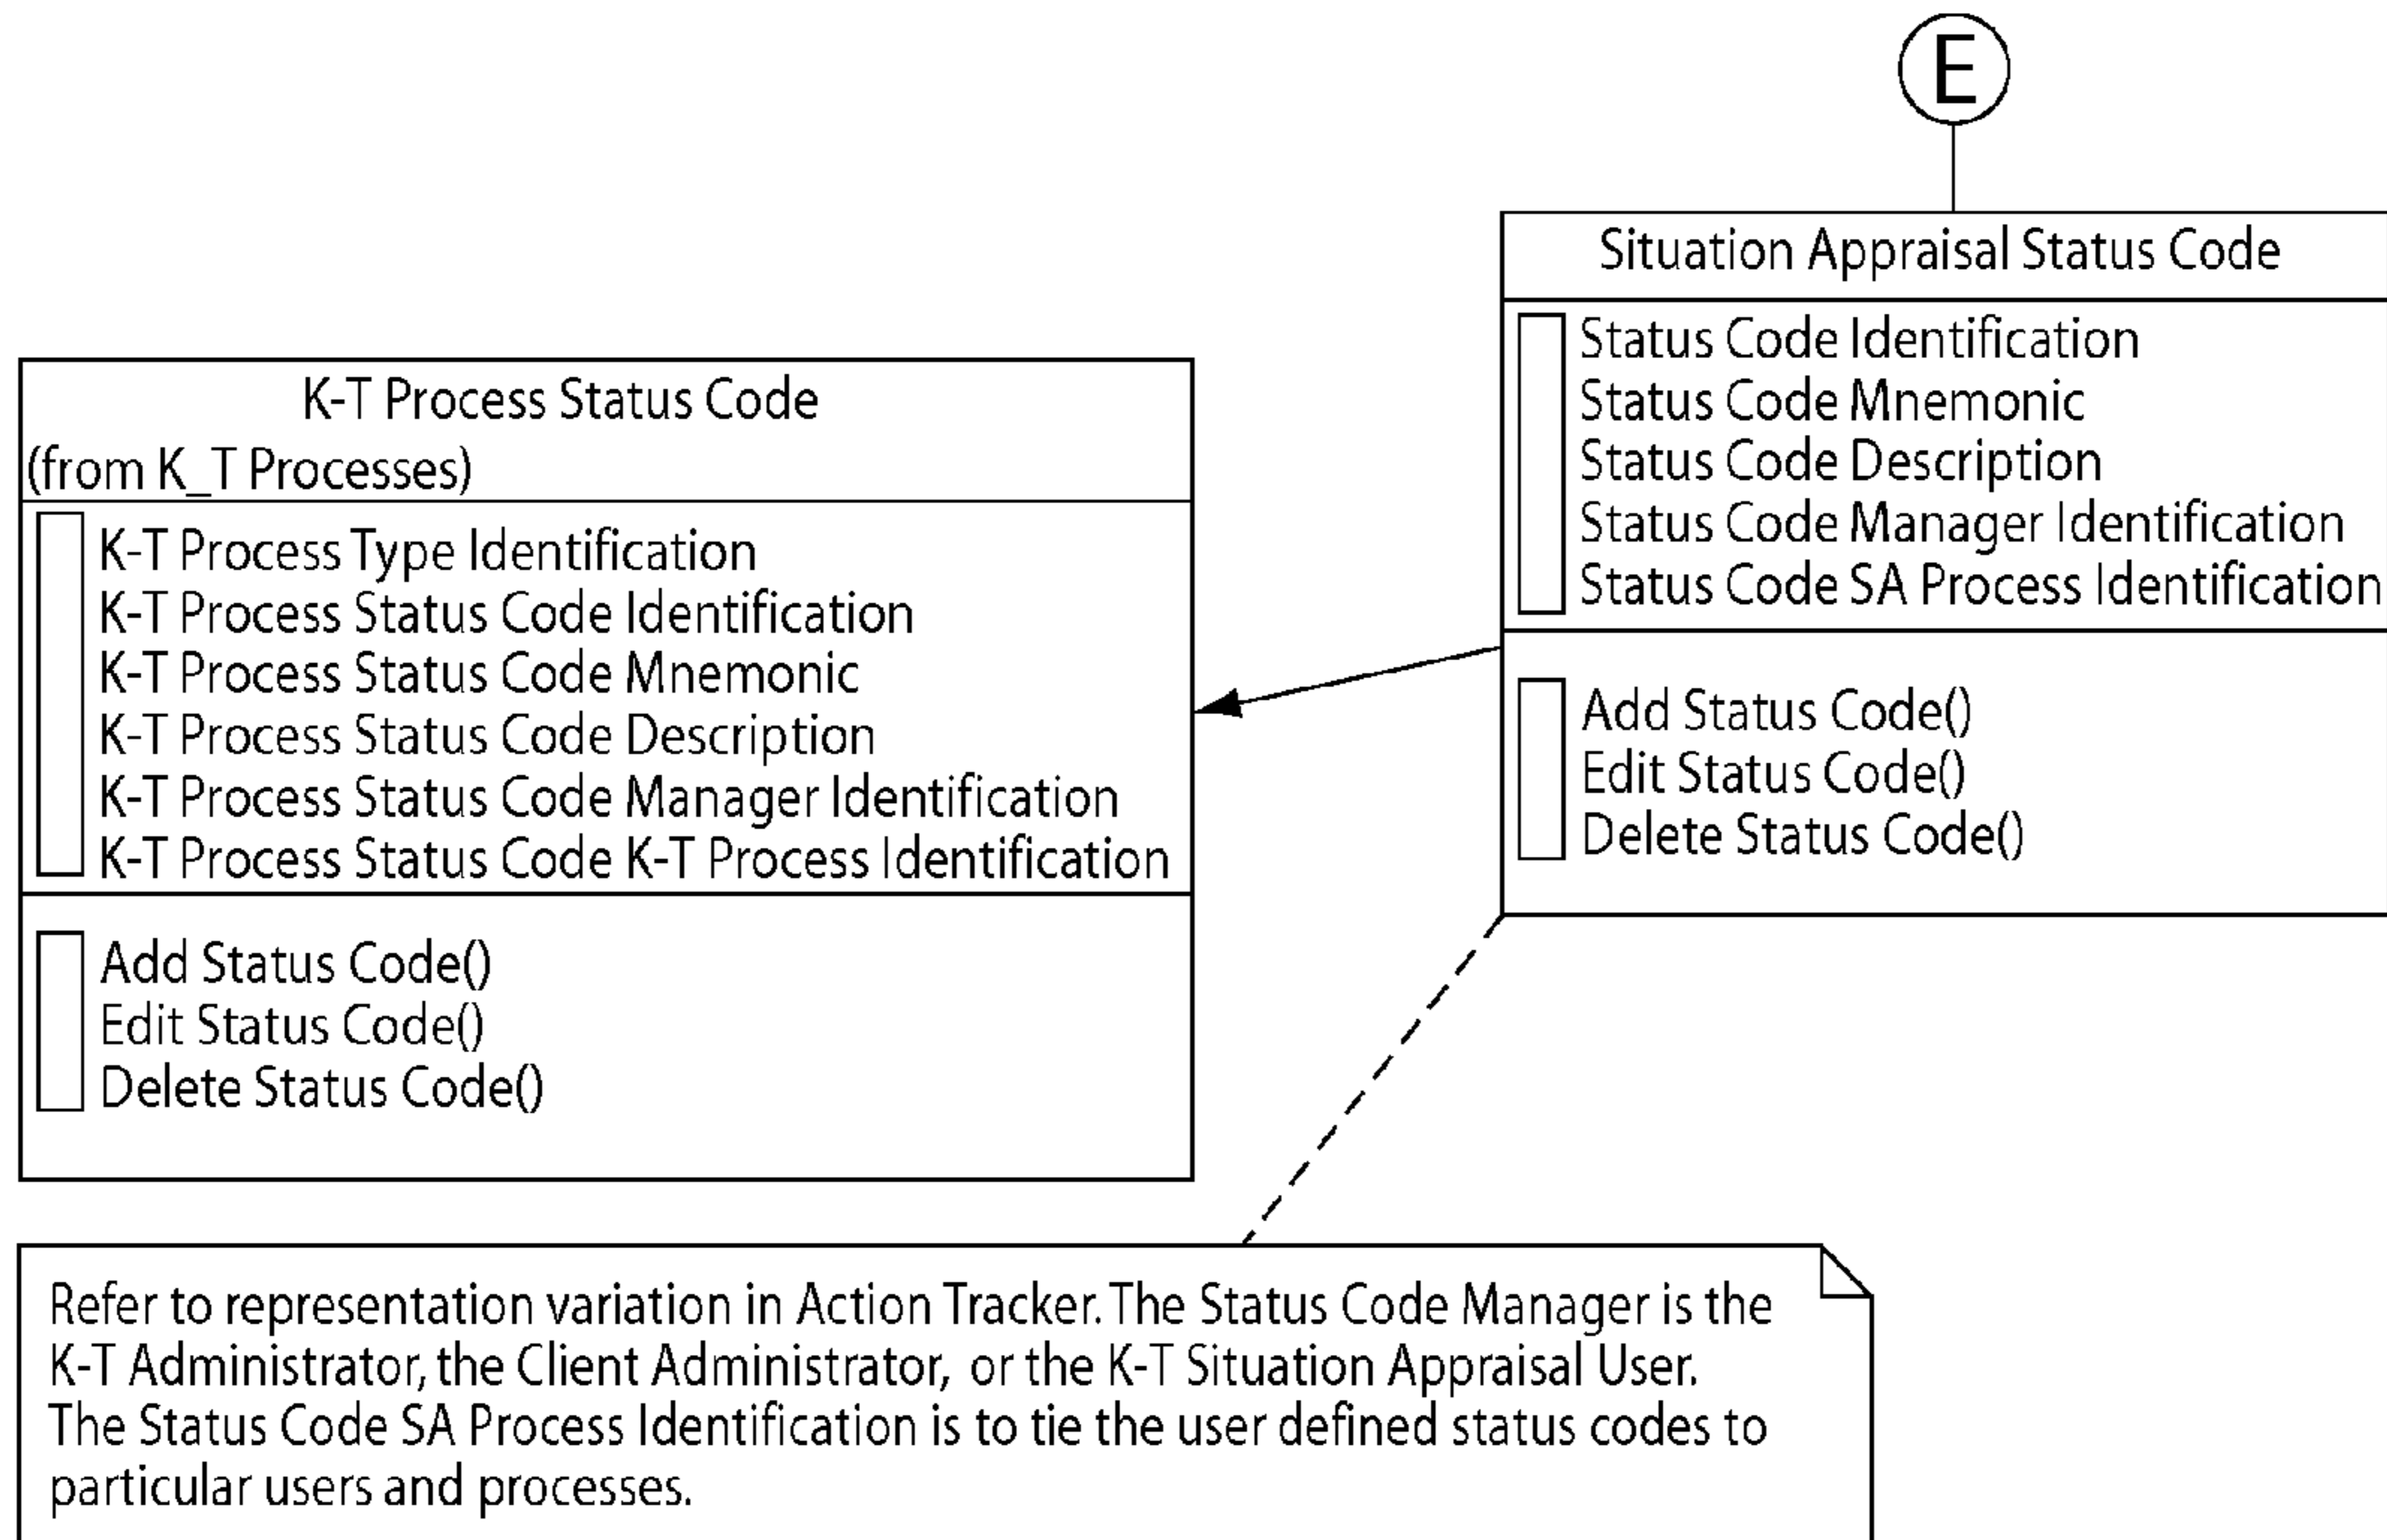 E
Situation Appraisal Status Code
Status Code Identification
Status Code Mnemonic
Status Code Description
Status Code Manager Identification
Status Code SA Process Identification
Add Status Code()
Edit Status Code()
Delete Status Code()
K-T Process Status Code
(from K_T Processes)
K-T Process Type Identification
K-T Process Status Code Identification
K-T Process Status Code Mnemonic
K-T Process Status Code Description
K-T Process Status Code Manager Identification
K-T Process Status Code K-T Process Identification
Add Status Code()
Edit Status Code()
Delete Status Code()
Refer to representation variation in Action Tracker. The Status Code Manager is the
K-T Administrator, the Client Administrator, or the K-T Situation Appraisal User.
The Status Code SA Process Identification is to tie the user defined status codes to
particular users and processes.